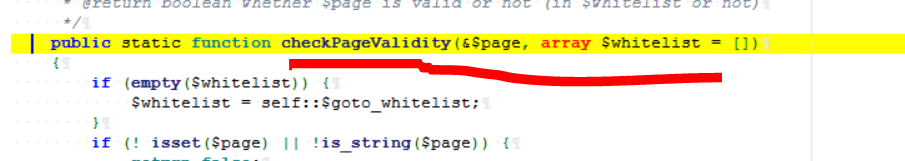 * @return boolean whether $page is valid or not (in $whitelist or not)
*/
public static function checkPageValidity(&$page, array $whitelist = [])
{
if (empty($whitelist)) {
$whitelist = self::$goto_whitelist;
}
if (! isset($page) || !is_string($page)) {
return false;